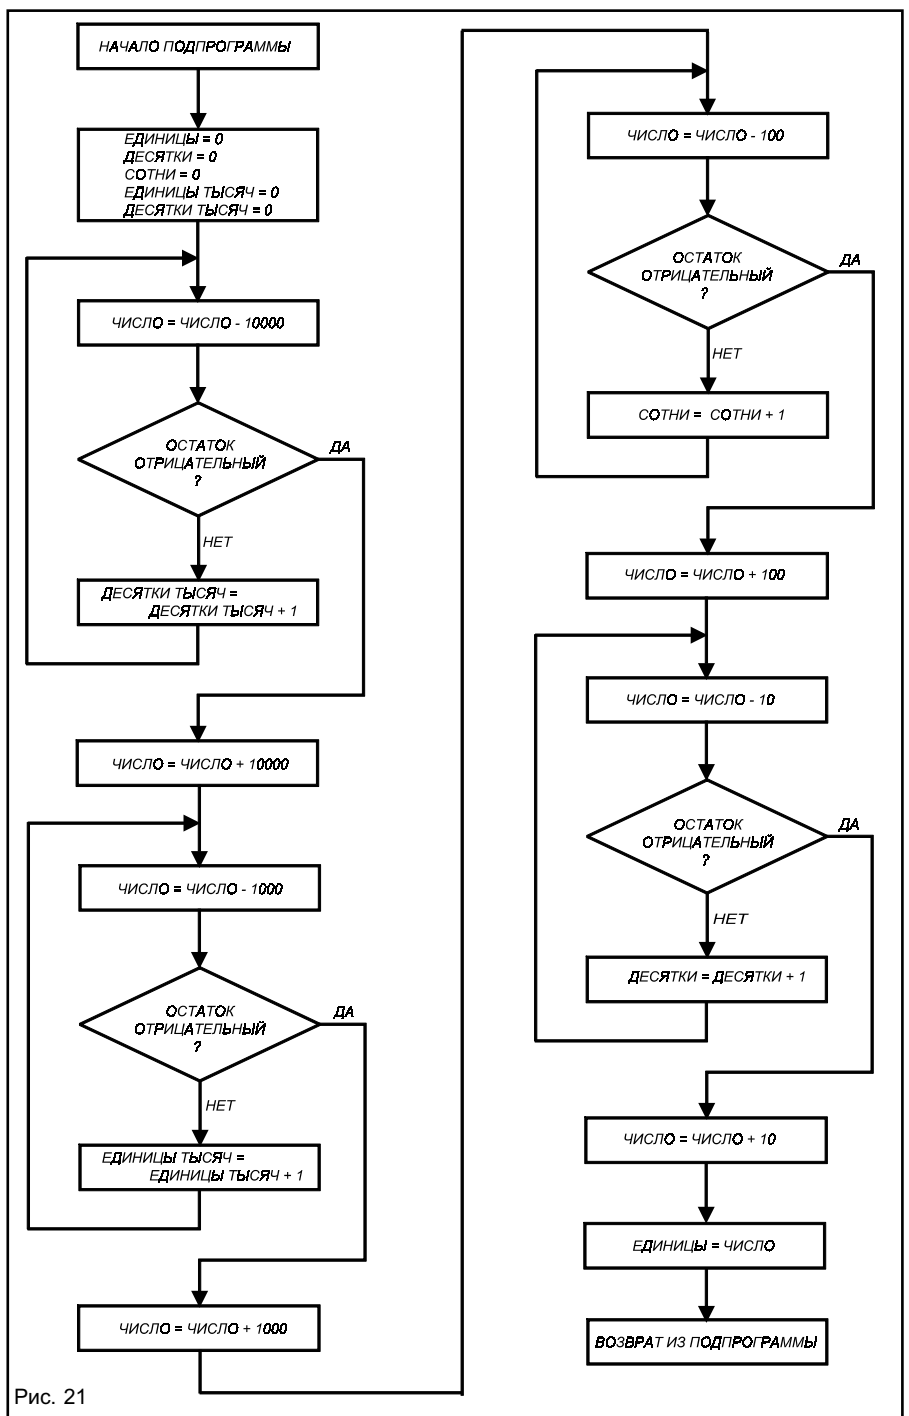 НАЧАЛО ПОДПРОГРАММЫ
ЕДИНИЦЫ = 0
ДЕСЯТКИ = 0
СОТНИ = 0
ЕДИНИЦЫ ТЫСЯЧ = 0
ДЕСЯТКИ ТЫСЯЧ = 0
ЧИСЛО = ЧИСЛО - 10000
ОСТАТОК
ОТРИЦАТЕЛЬНЫЙ
?
ДА
НЕТ
ДЕСЯТКИ ТЫСЯЧ =
ДЕСЯТКИ ТЫСЯЧ + 1
ЧИСЛО = ЧИСЛО + 10000
ЧИСЛО = ЧИСЛО - 1000
ОСТАТОК
ОТРИЦАТЕЛЬНЫЙ
?
ДА
НЕТ
ЕДИНИЦЫ ТЫСЯЧ =
ЕДИНИЦЫ ТЫСЯЧ + 1
ЧИСЛО = ЧИСЛО + 1000
ЧИСЛО = ЧИСЛО - 100
ОСТАТОК
ОТРИЦАТЕЛЬНЫЙ
?
ДА
НЕТ
СОТНИ = СОТНИ + 1
ЧИСЛО = ЧИСЛО + 100
ЧИСЛО = ЧИСЛО - 10
ОСТАТОК
ОТРИЦАТЕЛЬНЫЙ
?
ДА
НЕТ
ДЕСЯТКИ = ДЕСЯТКИ + 1
ЧИСЛО = ЧИСЛО + 10
ЕДИНИЦЫ = ЧИСЛО
ВОЗВРАТ ИЗ ПОДПРОГРАММЫ
Рис. 21